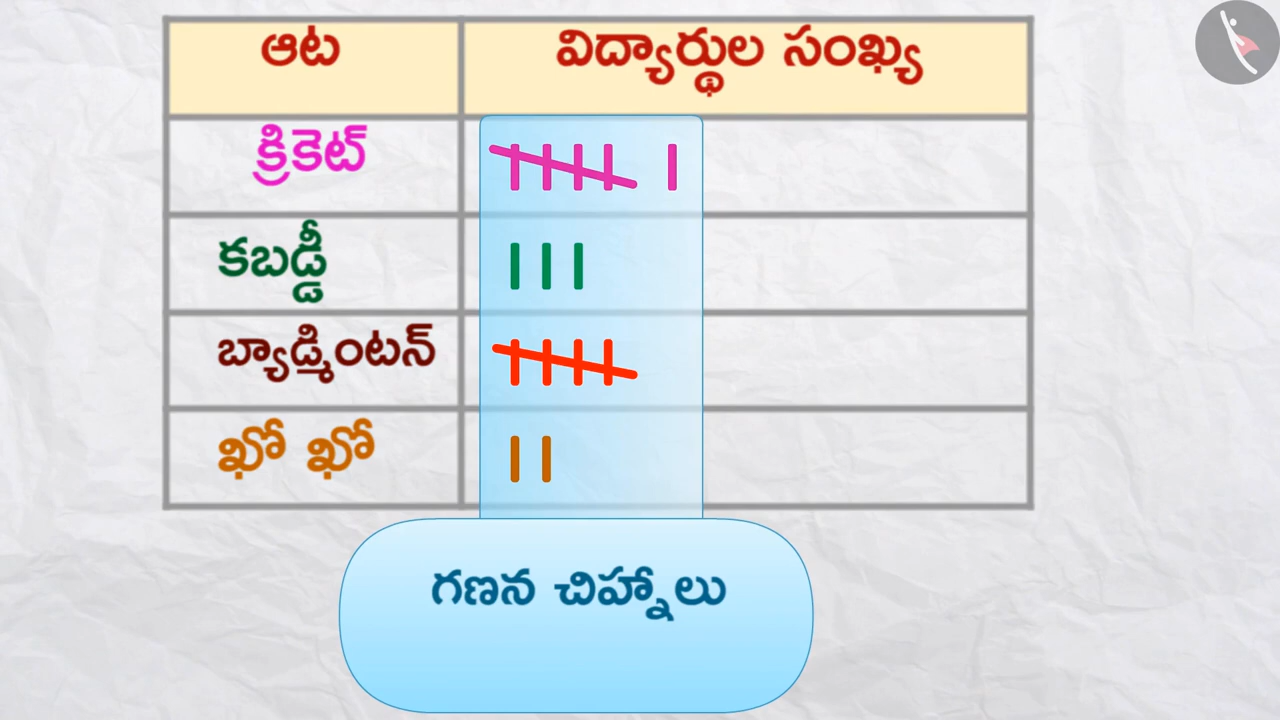 ఆట విద్యార్థుల సంఖ్య
క్రికెట్
కబడ్డీ
బ్యాడ్మింటన్
ఖో ఖో
గణన చిహ్నాలు